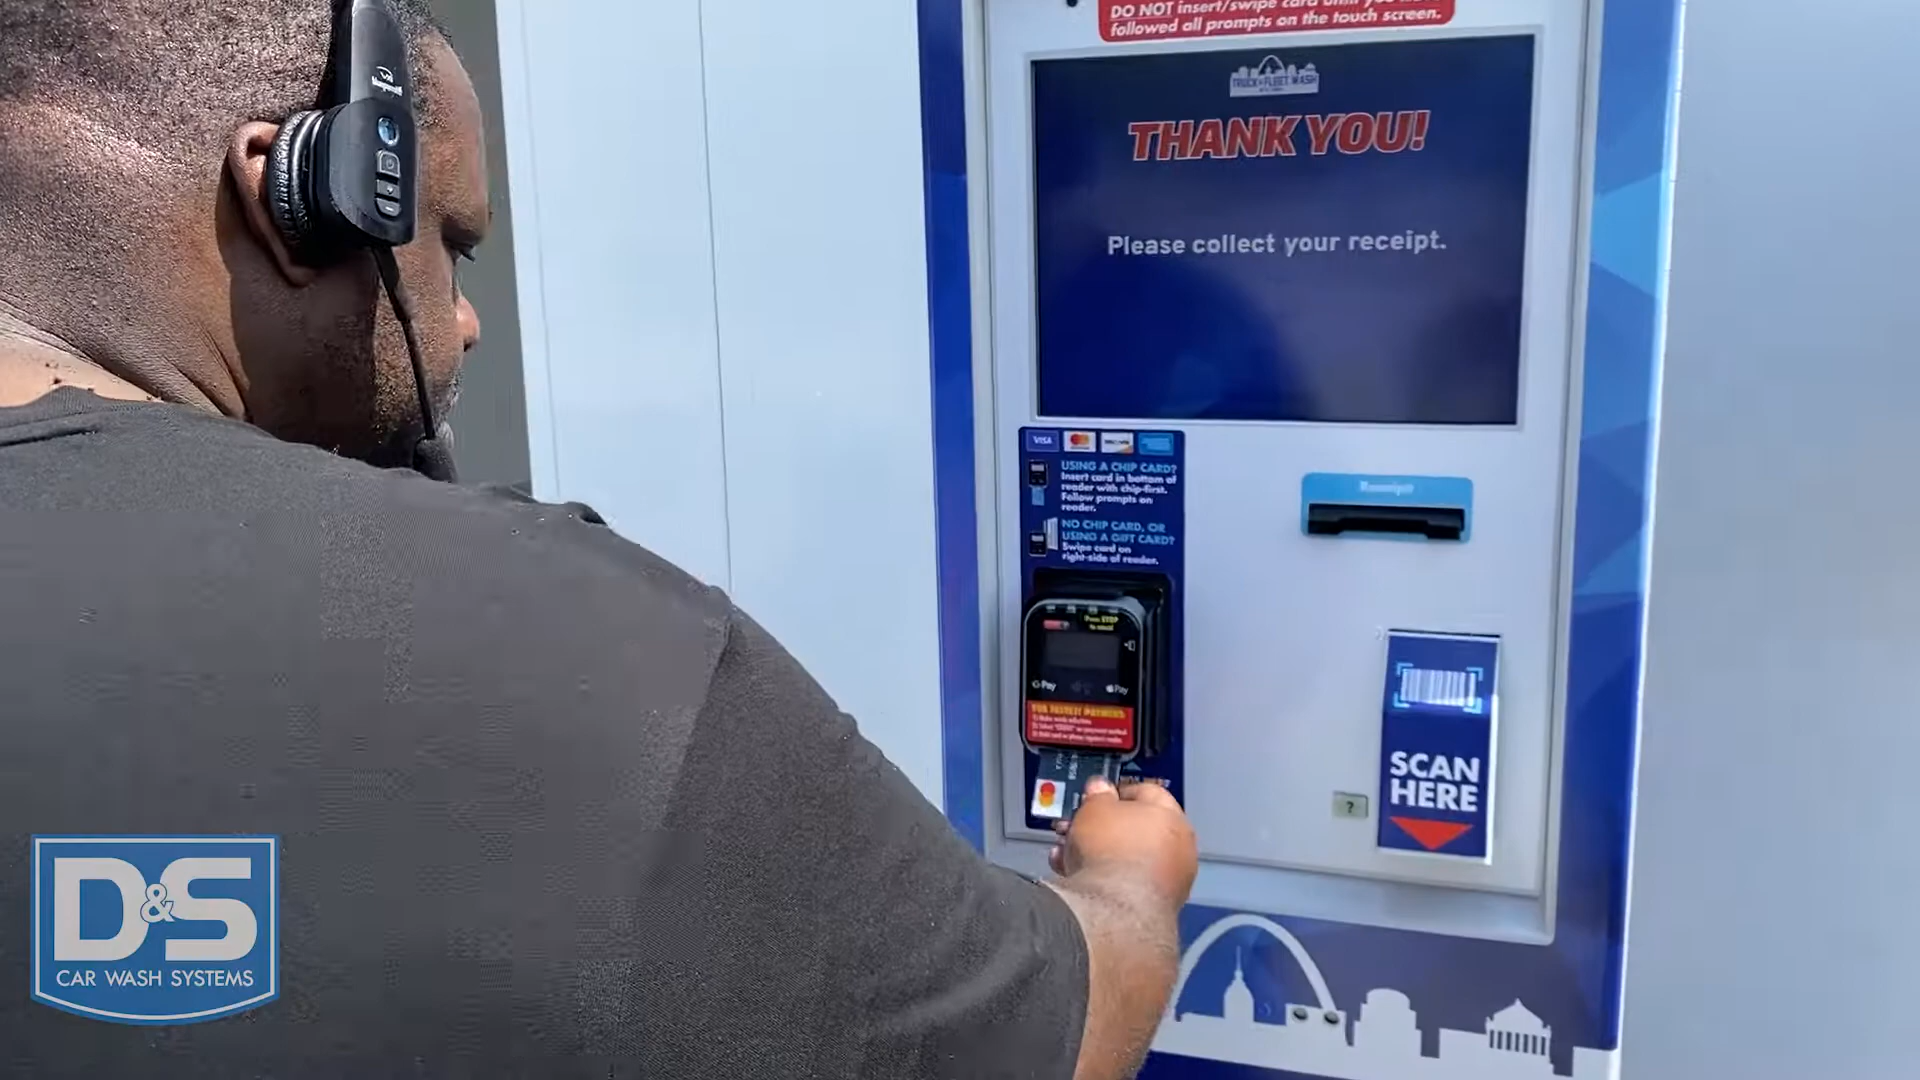 DO NOT insert/swipe card until you have
followed all prompts on the touch screen.
TRUCK & FLEET WASH
THANK YOU!
Please collect your receipt.
VISA
USING A CHIP CARD?
Insert card in bottom of
reader with chip-first.
Follow prompts on
reader.
NO CHIP CARD, OR
USING A GIFT CARD?
Swipe card on
right-side of reader.
Receipt
Press STOP
G Pay
Pay
FOR FASTEST PAYMENT:
?
SCAN
HERE
D&S
CAR WASH SYSTEMS